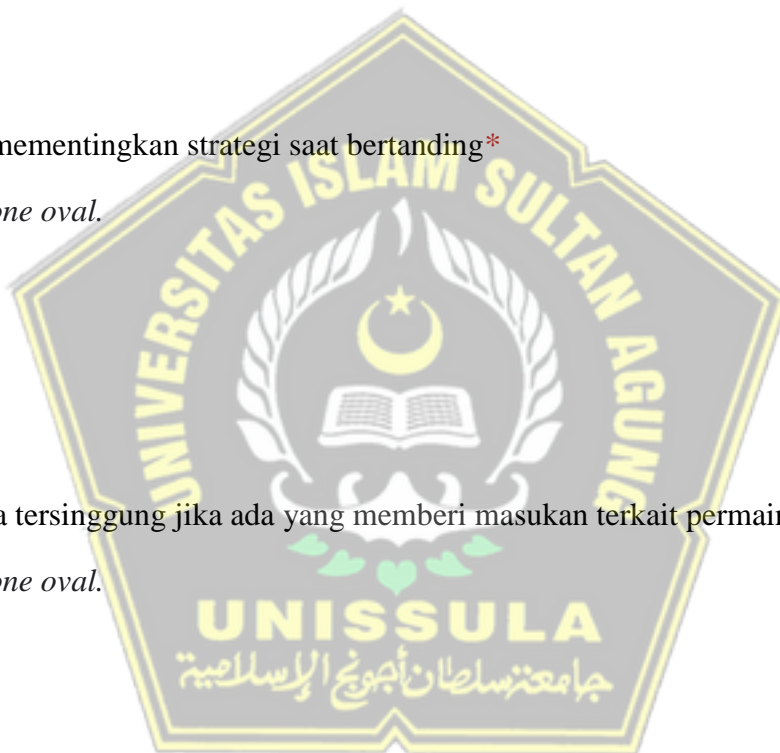 mementingkan strategi saat bertanding*
one oval.
UNIVERSITAS ISLAM SULTAN AGUNG
a tersinggung jika ada yang memberi masukan terkait permain
one oval.
UNISSULA
جامعة سلطان أجونج الإسلامية